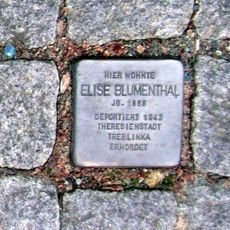 HIER WOHNTE
ELISE BLUMENTHAL
JG. 1868
DEPORTIERT 1942
THERESIENSTADT
TREBLINKA
ERMORDET